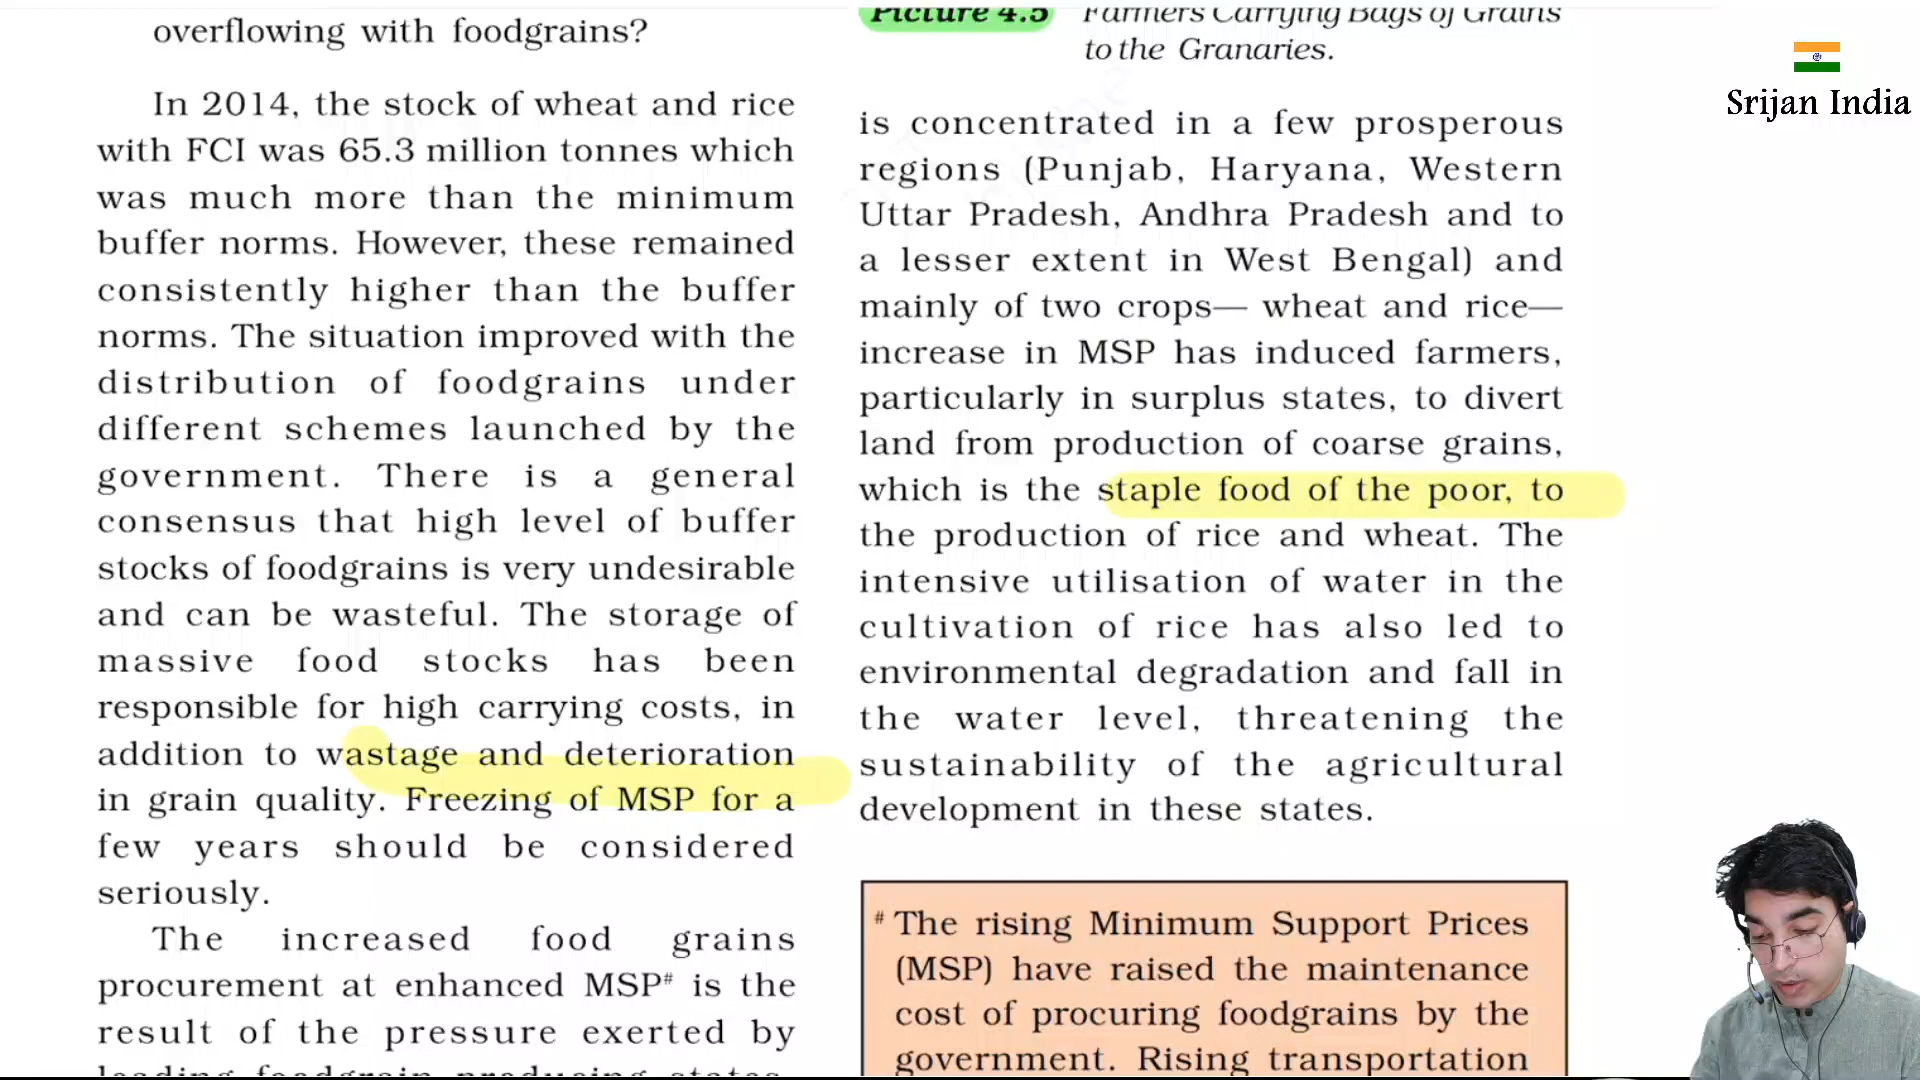 overflowing with foodgrains?
In 2014, the stock of wheat and rice
with FCI was 65.3 million tonnes which
was much more than the minimum
buffer norms. However, these remained
consistently higher than the buffer
norms. The situation improved with the
distribution of foodgrains under
different schemes launched by the
government. There is a general
consensus that high level of buffer
stocks of foodgrains is very undesirable
and can be wasteful. The storage of
massive food stocks has been
responsible for high carrying costs, in
addition to wastage and deterioration
in grain quality. Freezing of MSP for a
few years should be considered
seriously.
The increased food grains
procurement at enhanced MSP# is the
result of the pressure exerted by
leading foodgrain producing states,
Picture 4.5 Farmers Carrying Bags of Grains
to the Granaries.
is concentrated in a few prosperous
regions (Punjab, Haryana, Western
Uttar Pradesh, Andhra Pradesh and to
a lesser extent in West Bengal) and
mainly of two crops— wheat and rice—
increase in MSP has induced farmers,
particularly in surplus states, to divert
land from production of coarse grains,
which is the staple food of the poor, to
the production of rice and wheat. The
intensive utilisation of water in the
cultivation of rice has also led to
environmental degradation and fall in
the water level, threatening the
sustainability of the agricultural
development in these states.
# The rising Minimum Support Prices
(MSP) have raised the maintenance
cost of procuring foodgrains by the
government. Rising transportation
Srijan India